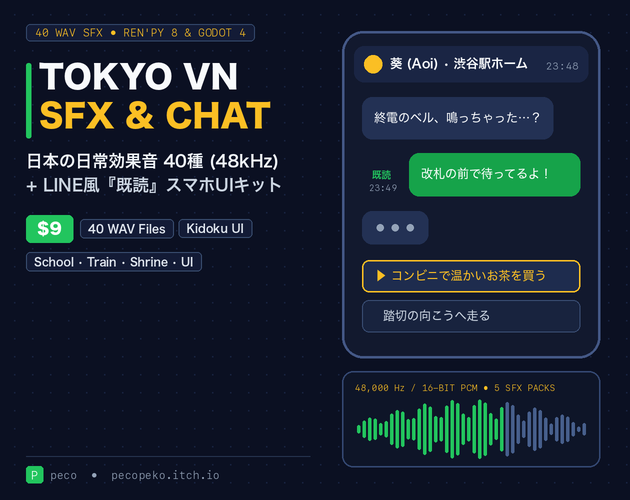 40 WAV SFX ● REN'PY 8 & GODOT 4
TOKYO VN
SFX & CHAT
日本の日常効果音 40種 (48kHz)
+ LINE風『既読』スマホUIキット
$9
40 WAV Files
Kidoku UI
School · Train · Shrine · UI
P peco ● pecopeko.itch.io
葵 (Aoi) · 渋谷駅ホーム 23:48
終電のベル、鳴っちゃった…？
既読
23:49
改札の前で待ってるよ！
▶ コンビニで温かいお茶を買う
踏切の向こうへ走る
48,000 Hz / 16-BIT PCM ● 5 SFX PACKS